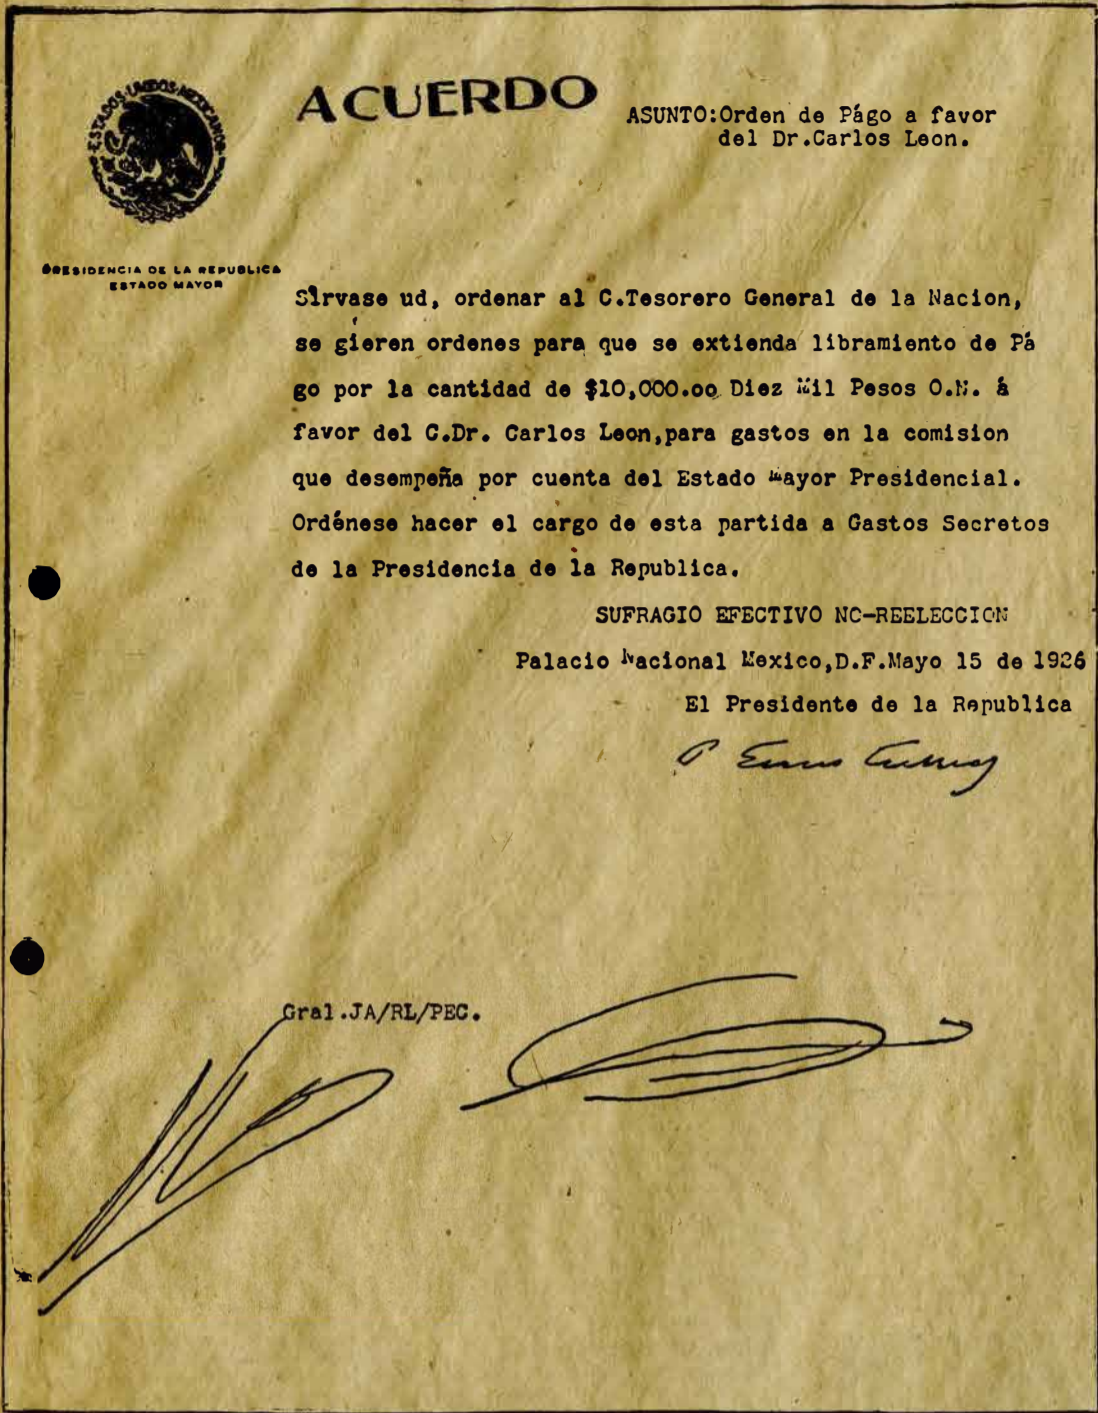 ACUERDO
ASUNTO:Orden de Págo a favor
del Dr.Carlos Leon.
ESTADOS UNIDOS MEXICANOS
PRESIDENCIA DE LA REPUBLICA
ESTADO MAYOR
Sírvase ud, ordenar al C.Tesorero General de la Nacion,
se gieren ordenes para que se extienda libramiento de Pá
go por la cantidad de $10,000.oo Diez Mil Pesos O.N. á
favor del C.Dr. Carlos Leon,para gastos en la comision
que desempeña por cuenta del Estado Mayor Presidencial.
Ordénese hacer el cargo de esta partida a Gastos Secretos
de la Presidencia de la Republica.
SUFRAGIO EFECTIVO NO-REELECCION
Palacio Nacional Mexico,D.F.Mayo 15 de 1926
El Presidente de la Republica
Gral.JA/RL/PEC.